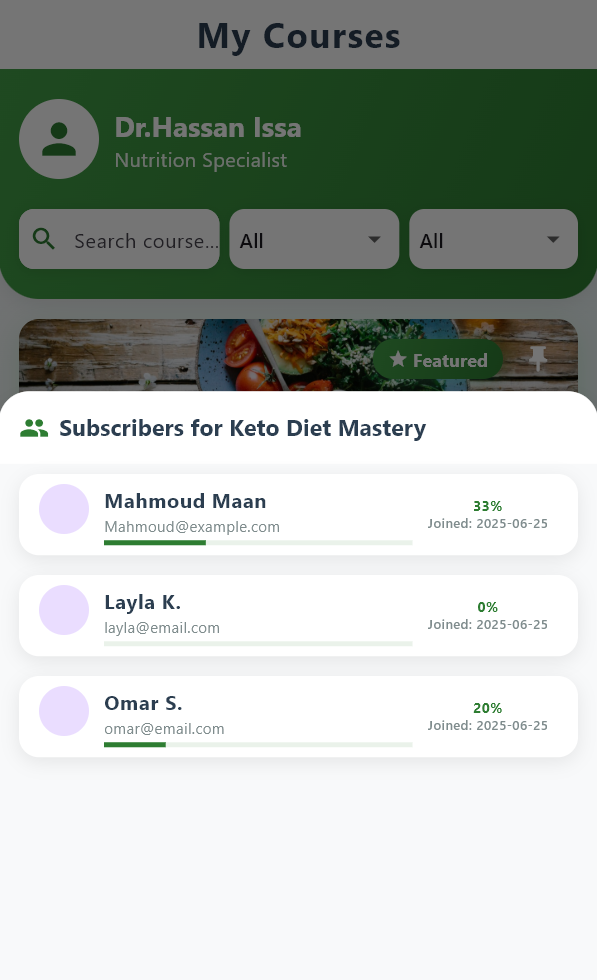 My Courses
Dr.Hassan Issa
Nutrition Specialist
Search course...
All
All
Featured
Subscribers for Keto Diet Mastery
Mahmoud Maan
Mahmoud@example.com
33%
Joined: 2025-06-25
Layla K.
layla@email.com
0%
Joined: 2025-06-25
Omar S.
omar@email.com
20%
Joined: 2025-06-25